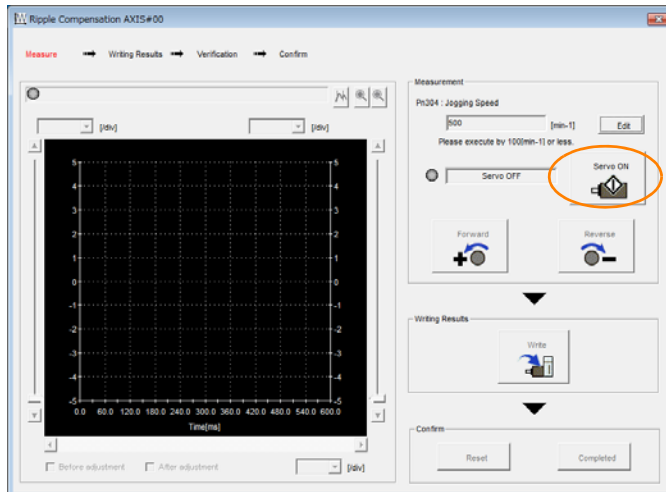 Ripple Compensation AXIS#00
Measure Writing Results Verification Confirm
Measurement
Pn304 : Jogging Speed
500 [min-1] Edit
Please execute by 100[min-1] or less.
Servo OFF
Servo ON
Forward Reverse
Writing Results
Write
Confirm
Reset Completed
[/div] [/div]
5 5
4 4
3 3
2 2
1 1
0 0
-1 -1
-2 -2
-3 -3
-4 -4
-5 -5
0.0 60.0 120.0 180.0 240.0 300.0 360.0 420.0 480.0 540.0 600.0
Time[ms]
Before adjustment After adjustment [/div]